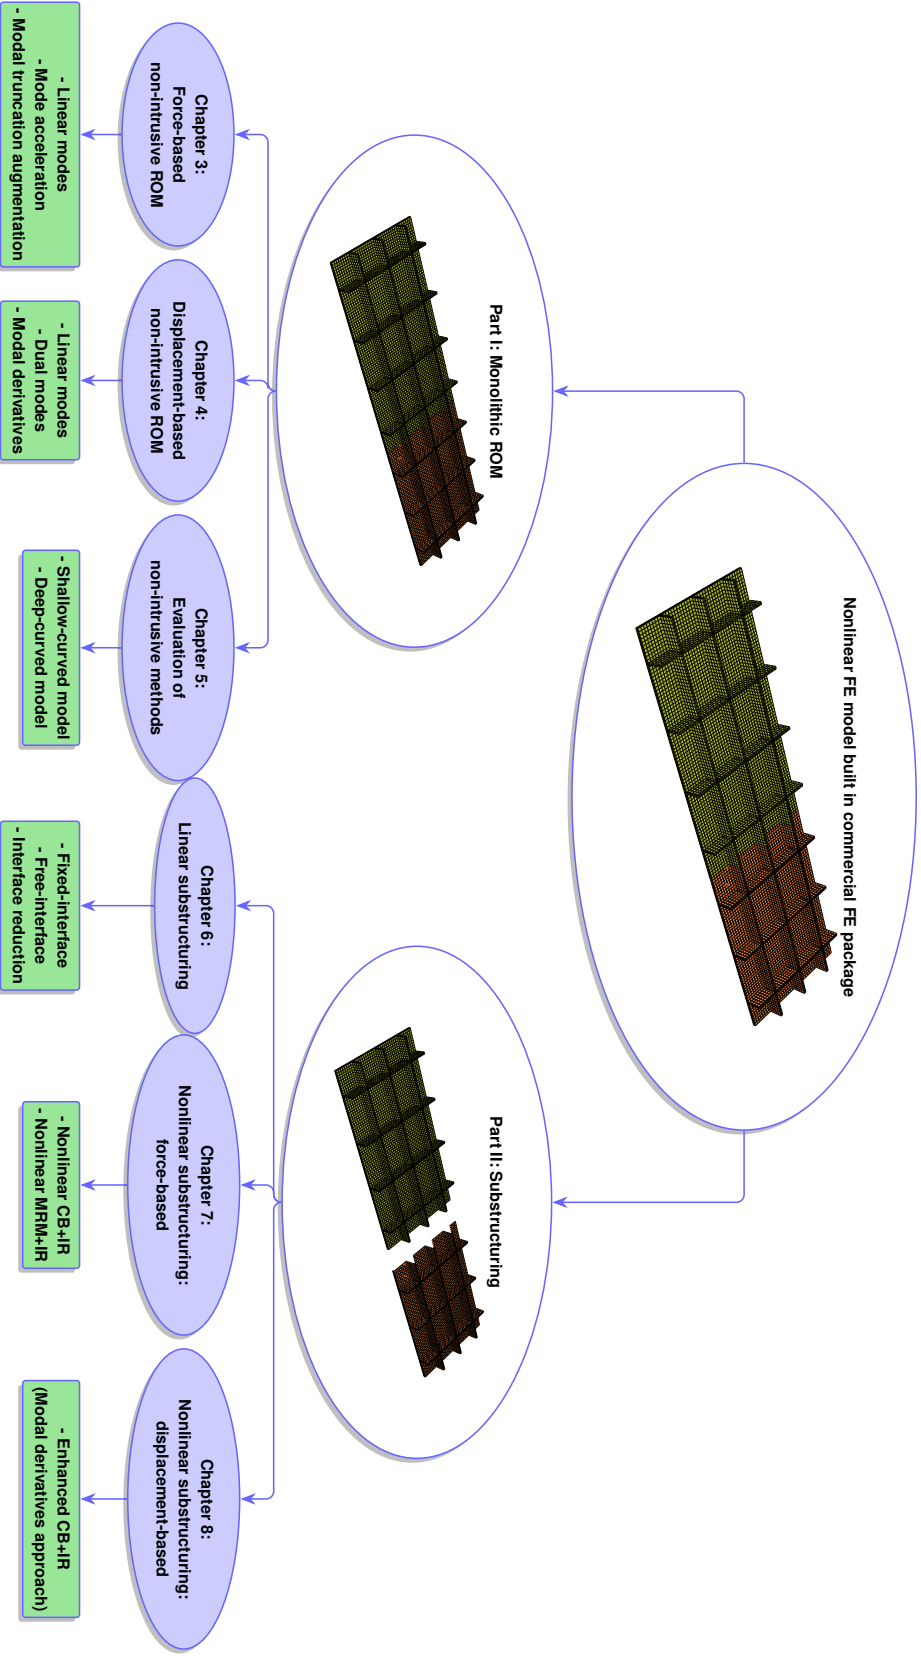 Nonlinear FE model built in commercial FE package
Part I: Monolithic ROM
Part II: Substructuring
Chapter 3:
Force-based
non-intrusive ROM
Chapter 4:
Displacement-based
non-intrusive ROM
Chapter 5:
Evaluation of
non-intrusive methods
Chapter 6:
Linear substructuring
Chapter 7:
Nonlinear substructuring:
force-based
Chapter 8:
Nonlinear substructuring:
displacement-based
- Linear modes
- Mode acceleration
- Modal truncation augmentation
- Linear modes
- Dual modes
- Modal derivatives
- Shallow-curved model
- Deep-curved model
- Fixed-interface
- Free-interface
- Interface reduction
- Nonlinear CB+IR
- Nonlinear MRM+IR
- Enhanced CB+IR
(Modal derivatives approach)